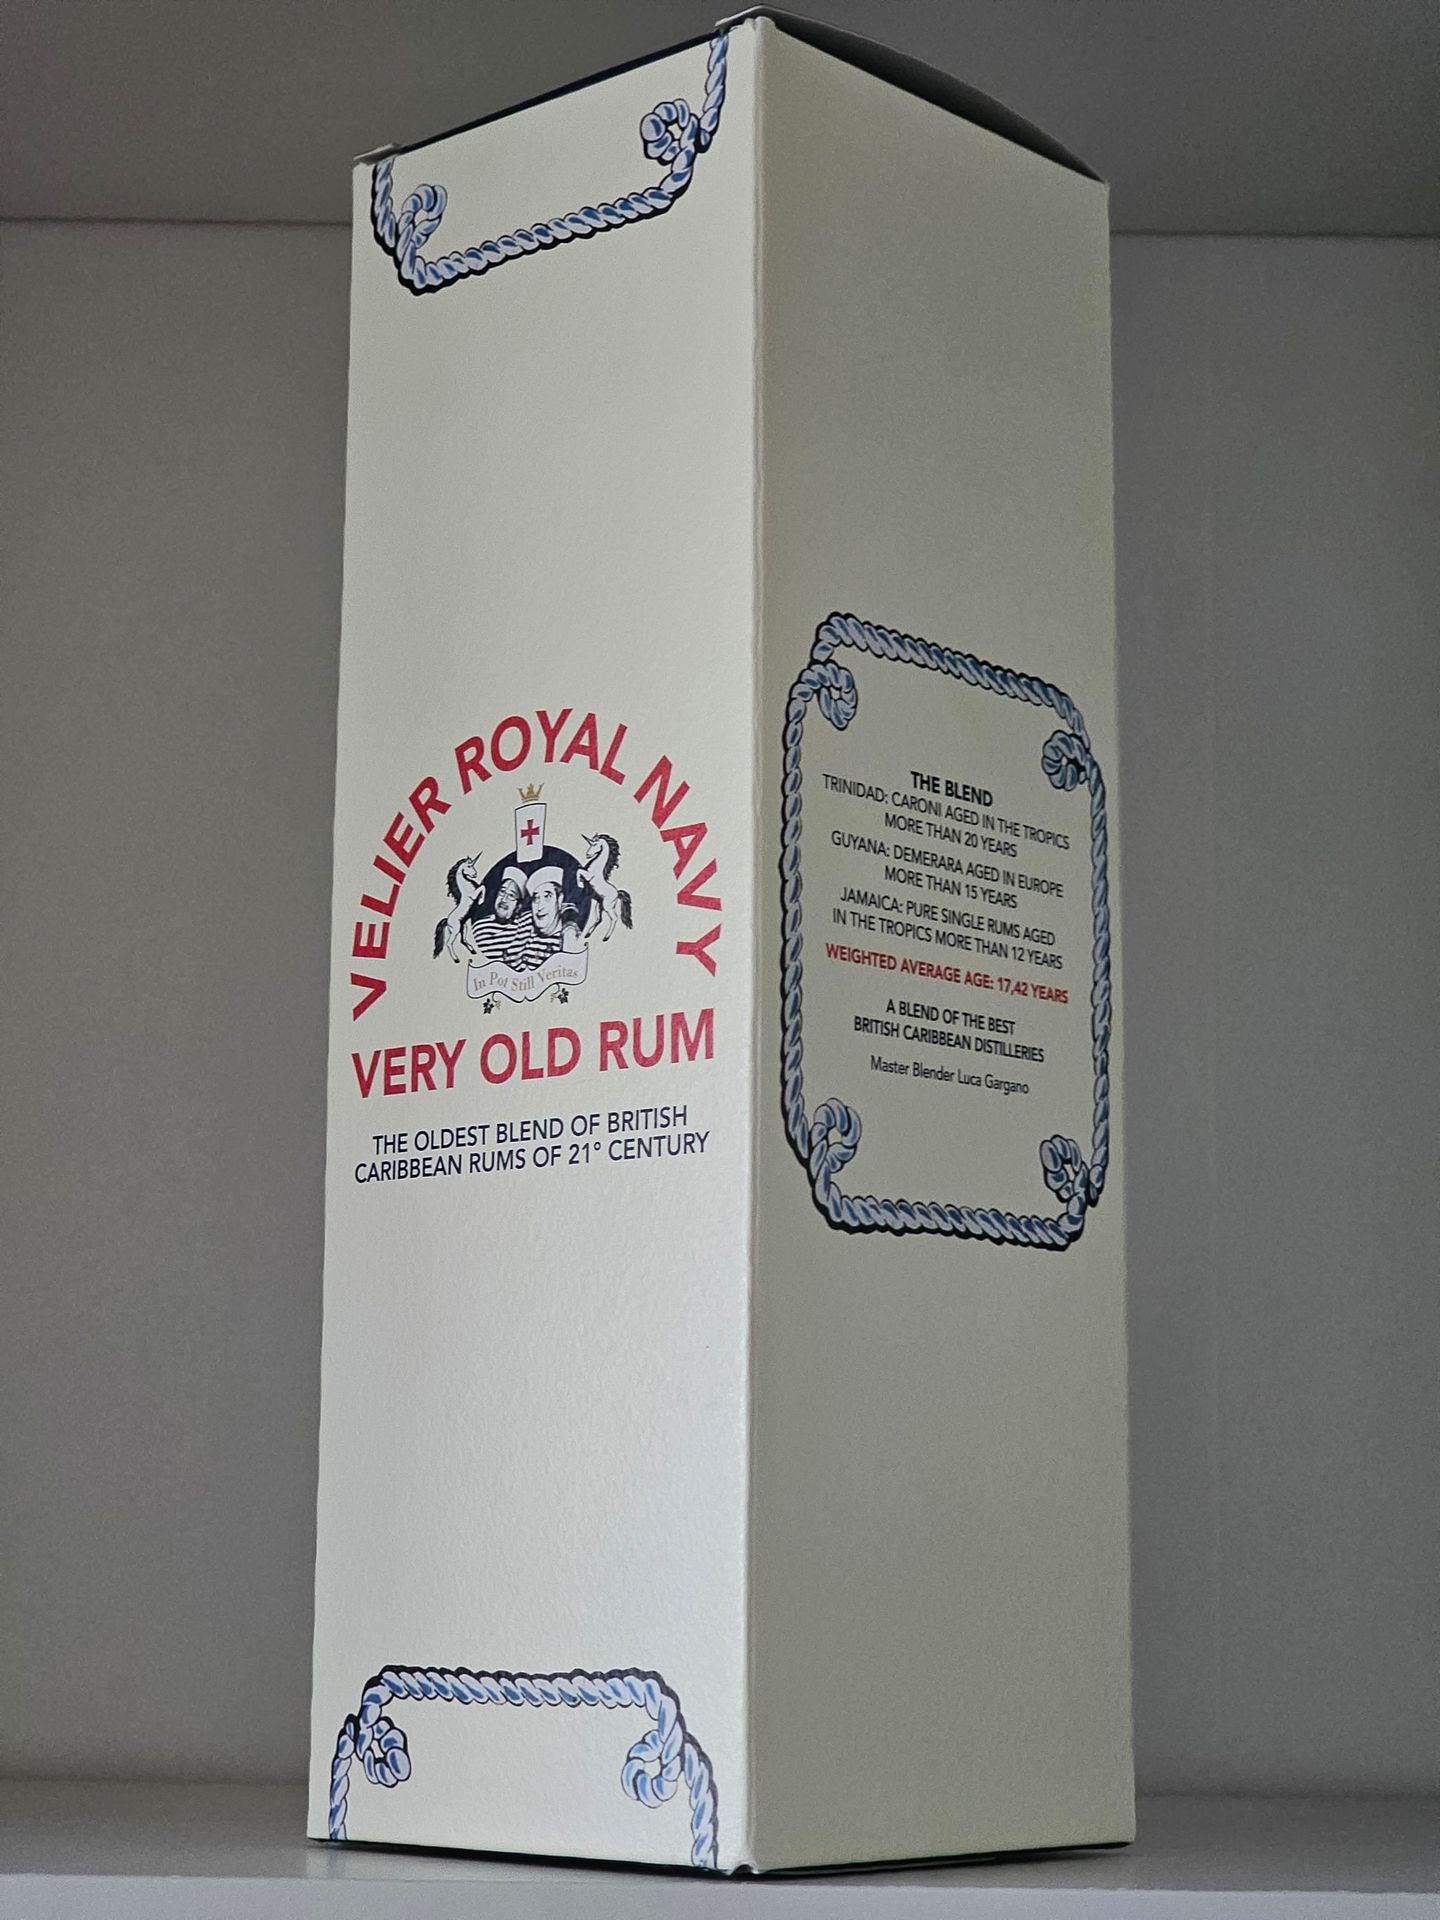 VELIER ROYAL NAVY
In Pot Still Veritas
VERY OLD RUM
THE OLDEST BLEND OF BRITISH
CARIBBEAN RUMS OF 21° CENTURY
THE BLEND
TRINIDAD: CARONI AGED IN THE TROPICS
MORE THAN 20 YEARS
GUYANA: DEMERARA AGED IN EUROPE
MORE THAN 15 YEARS
JAMAICA: PURE SINGLE RUMS AGED
IN THE TROPICS MORE THAN 12 YEARS
WEIGHTED AVERAGE AGE: 17,42 YEARS
A BLEND OF THE BEST
BRITISH CARIBBEAN DISTILLERIES
Master Blender Luca Gargano